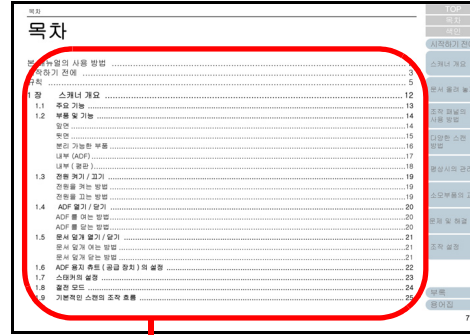 목차
TOP
목차
목차
메인
시작하기 전에
스캐너 개요
문서 올려 놓
조작 패널의
사용 방법
다양한 스캔
방법
일상시의 관리
소모부품의 교
문제 및 해결
조작 설정
부록
용어집
사용 방법
하기 전에 3
5
1 장 스캐너 개요 12
1.1 주요 기능 13
1.2 부품 및 기능 14
앞면 14
뒷면 15
분리 가능한 부품 16
내부 (ADF) 17
내부 ( 평판 ) 18
1.3 전원 켜기 / 끄기 19
전원을 켜는 방법 19
전원을 끄는 방법 19
1.4 ADF 열기 / 닫기 20
ADF 를 여는 방법 20
ADF 를 닫는 방법 20
1.5 문서 덮개 열기 / 닫기 21
문서 덮개 여는 방법 21
문서 덮개 닫는 방법 21
1.6 ADF 용지 츄트 ( 공급 장치 ) 의 설정 22
1.7 스태커의 설정 23
1.8 절전 모드 24
1.9 기본적인 스캔의 조작 흐름 25
7